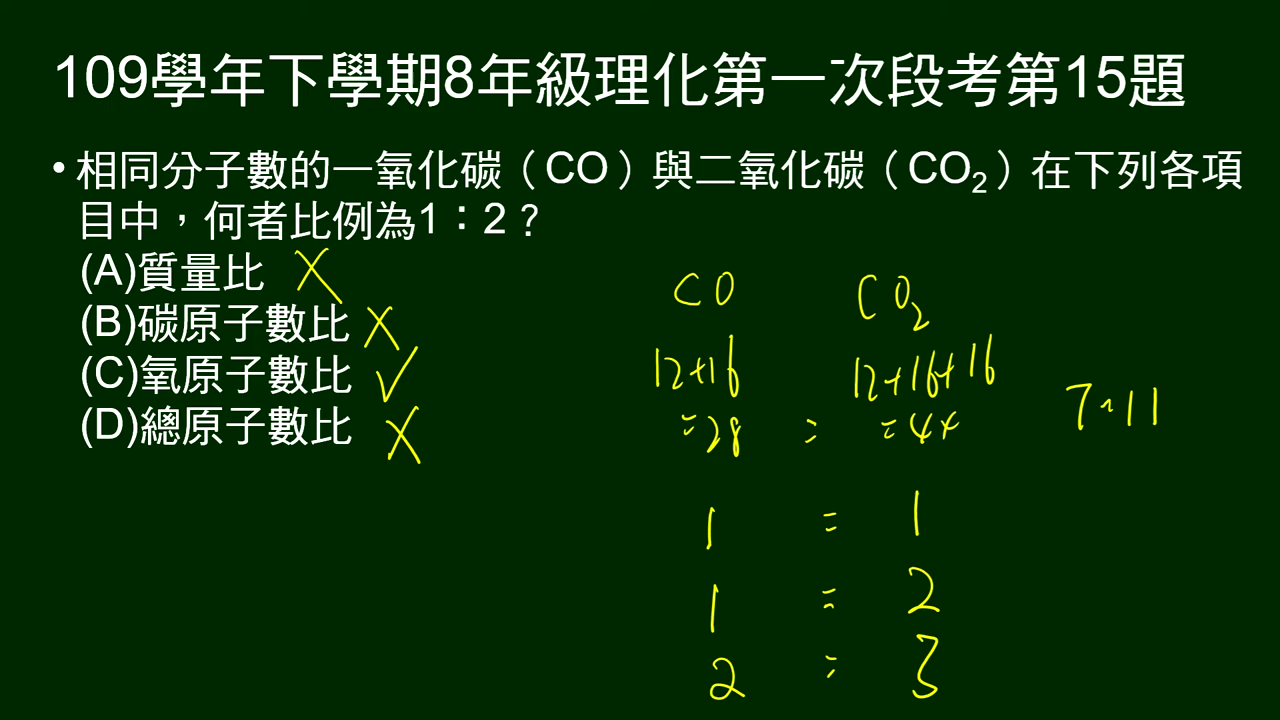 109學年下學期8年級理化第一次段考第15題
• 相同分子數的一氧化碳（CO）與二氧化碳（CO₂）在下列各項
目中，何者比例為1：2？
(A)質量比 X
(B)碳原子數比 X
(C)氧原子數比 ✓
(D)總原子數比 X
CO CO₂
12+16 12+16+16
=28 : =44 7:11
1 : 1
1 : 2
2 : 3